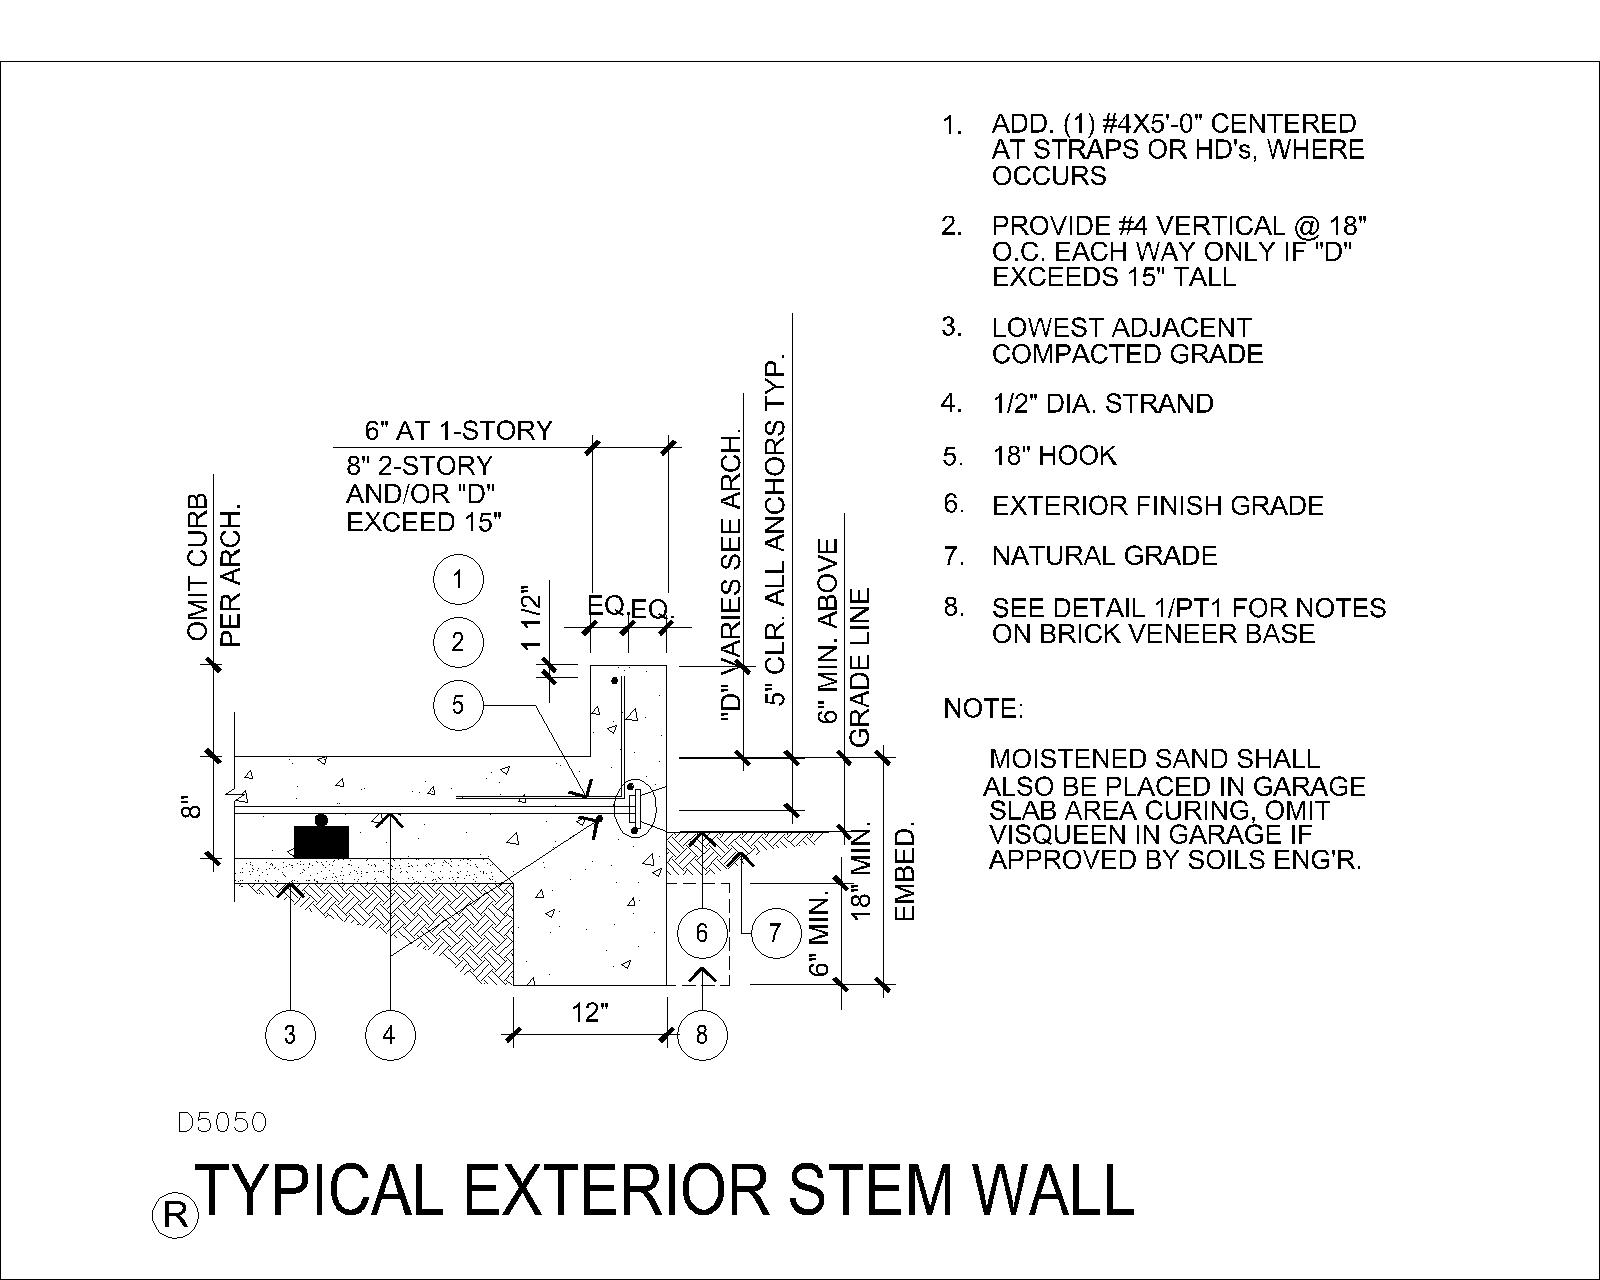 1. ADD. (1) #4X5'-0" CENTERED
AT STRAPS OR HD's, WHERE
OCCURS
2. PROVIDE #4 VERTICAL @ 18"
O.C. EACH WAY ONLY IF "D"
EXCEEDS 15" TALL
3. LOWEST ADJACENT
COMPACTED GRADE
4. 1/2" DIA. STRAND
5. 18" HOOK
6. EXTERIOR FINISH GRADE
7. NATURAL GRADE
8. SEE DETAIL 1/PT1 FOR NOTES
ON BRICK VENEER BASE
NOTE:
MOISTENED SAND SHALL
ALSO BE PLACED IN GARAGE
SLAB AREA CURING, OMIT
VISQUEEN IN GARAGE IF
APPROVED BY SOILS ENG'R.
6" AT 1-STORY
8" 2-STORY
AND/OR "D"
EXCEED 15"
OMIT CURB
PER ARCH.
1
2
5
1 1/2"
EQ.
EQ.
"D" VARIES SEE ARCH.
5" CLR. ALL ANCHORS TYP.
6" MIN. ABOVE
GRADE LINE
8"
18" MIN.
EMBED.
6" MIN.
6
7
12"
3
4
8
D5050
R
TYPICAL EXTERIOR STEM WALL